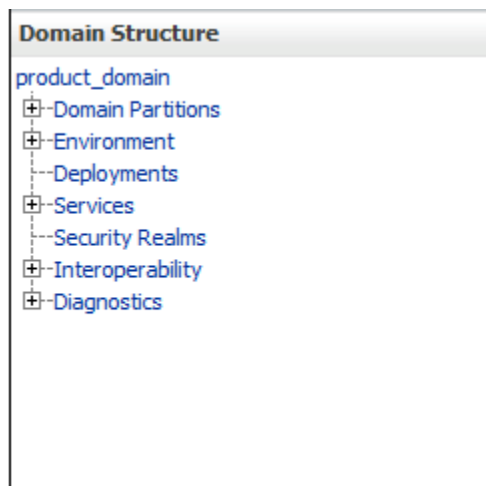 Domain Structure
product_domain
Domain Partitions
Environment
Deployments
Services
Security Realms
Interoperability
Diagnostics